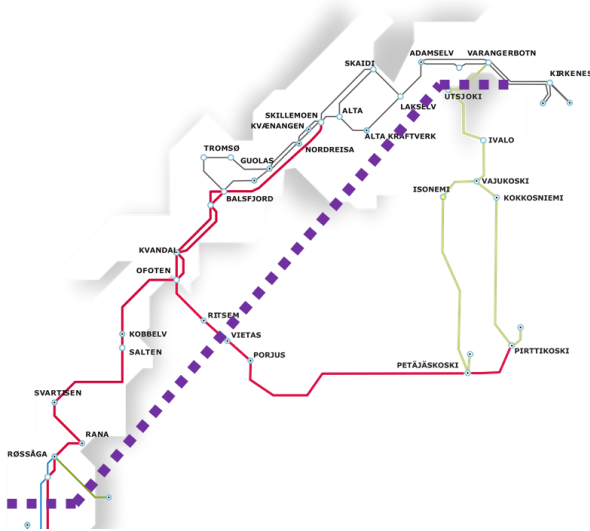 ADAMSELV
VARANGERBOTN
SKAIDI
KIRKENES
LAKSELV
UTSJOKI
SKILLEMOEN
ALTA
KVÆNANGEN
ALTA KRAFTVERK
NORDREISA
IVALO
TROMSØ
GUOLAS
VAJUKOSKI
ISONEMI
KOKKOSNIEMI
BALSFJORD
KVANDAL
OFOTEN
RITSEM
KOBBELV
VIETAS
SALTEN
PORJUS
PIRTTIKOSKI
PETÄJÄSKOSKI
SVARTISEN
RANA
RØSSÅGA